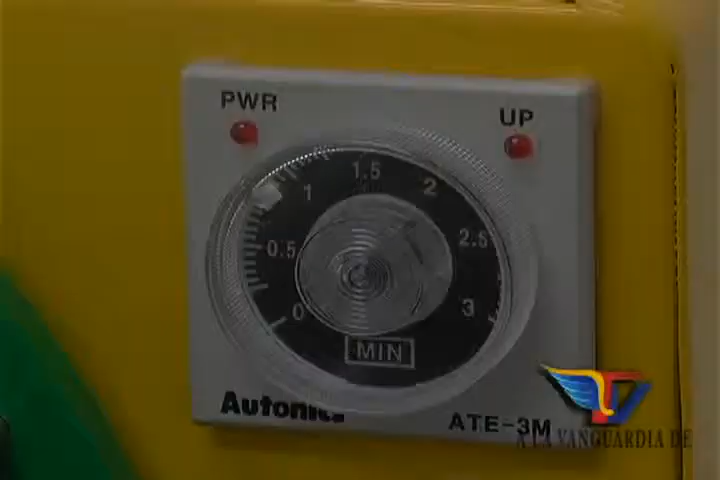 PWR
UP
0
0.5
1
1.5
2
2.5
3
MIN
Autonics
ATE-3M
A LA VANGUARDIA DE